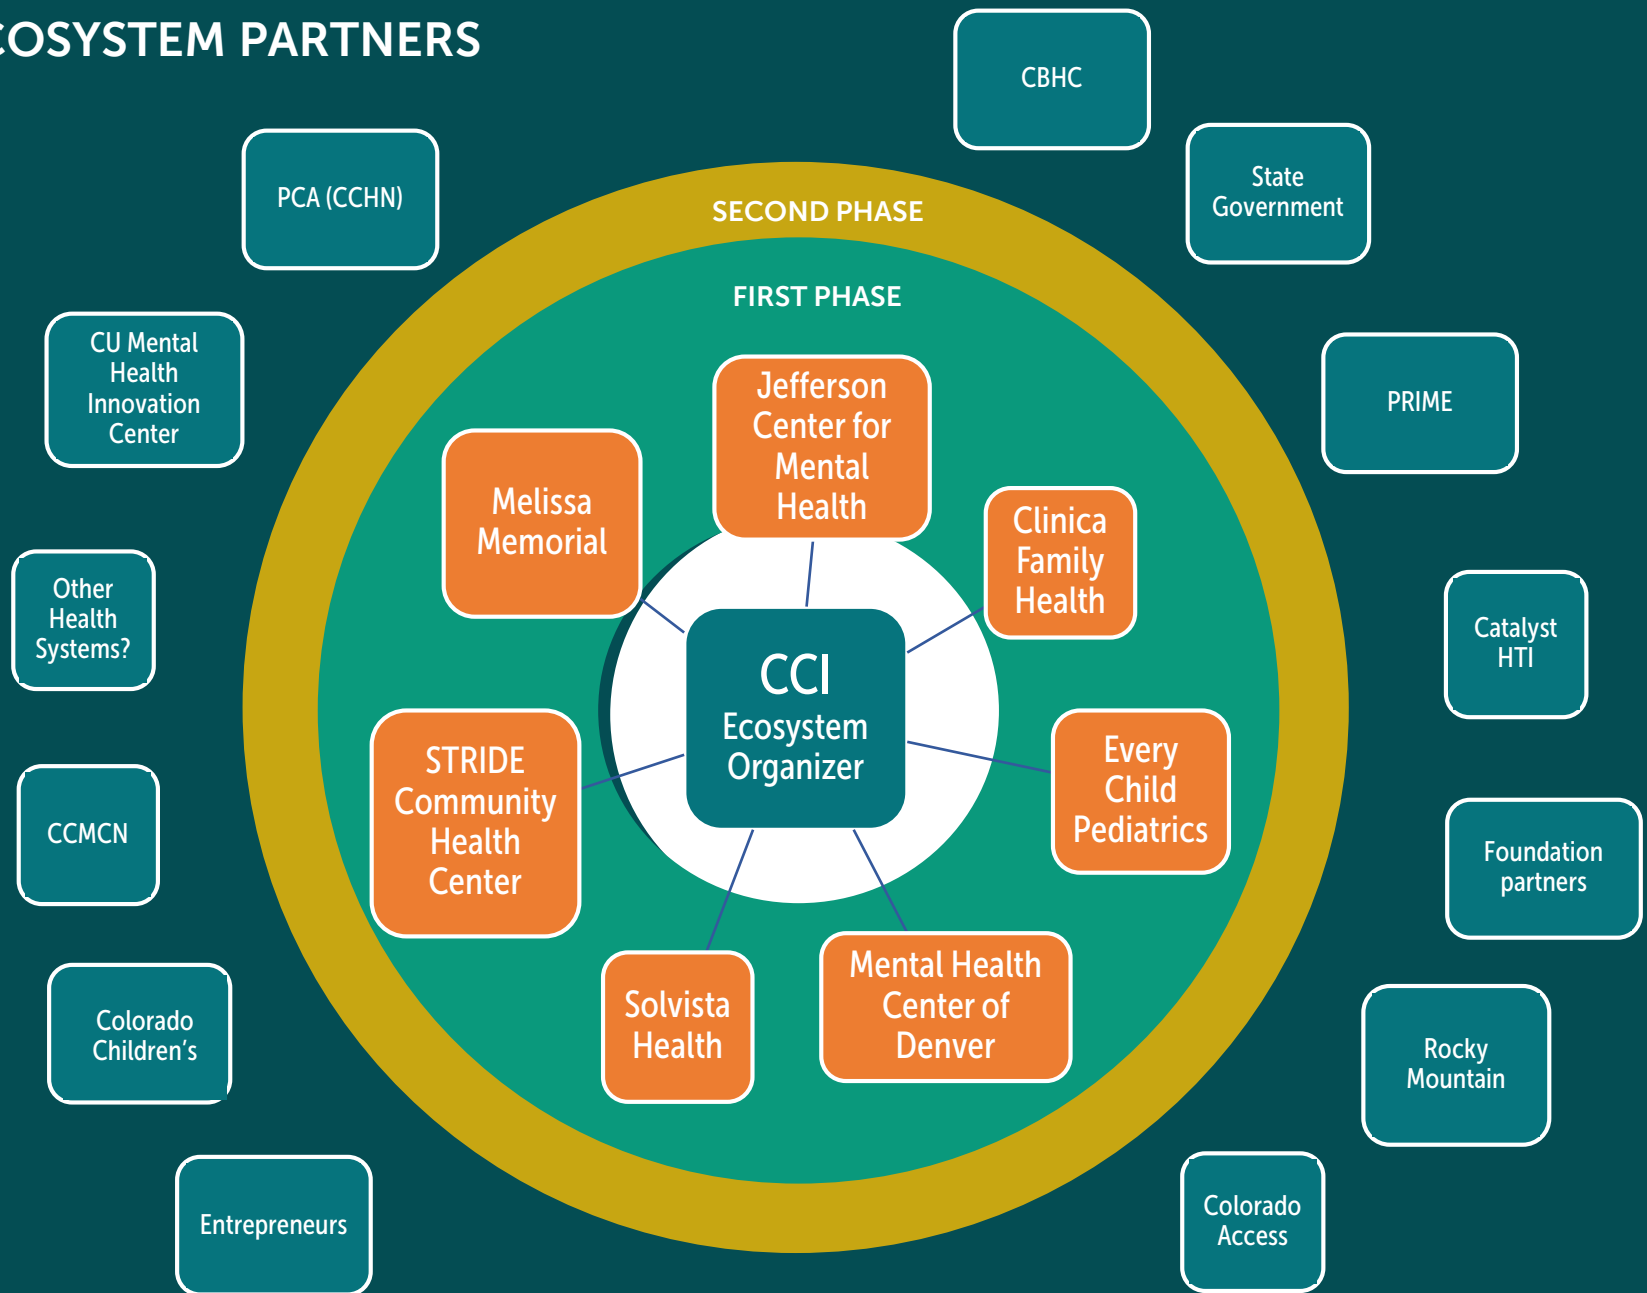 COSYSTEM PARTNERS
CBHC
State
Government
PCA (CCHN)
SECOND PHASE
FIRST PHASE
CU Mental
Health
Innovation
Center
PRIME
Jefferson
Center for
Mental
Health
Melissa
Memorial
Clinica
Family
Health
Other
Health
Systems?
Catalyst
HTI
CCI
Ecosystem
Organizer
STRIDE
Community
Health
Center
Every
Child
Pediatrics
CCMCN
Foundation
partners
Solvista
Health
Mental Health
Center of
Denver
Colorado
Children's
Rocky
Mountain
Entrepreneurs
Colorado
Access